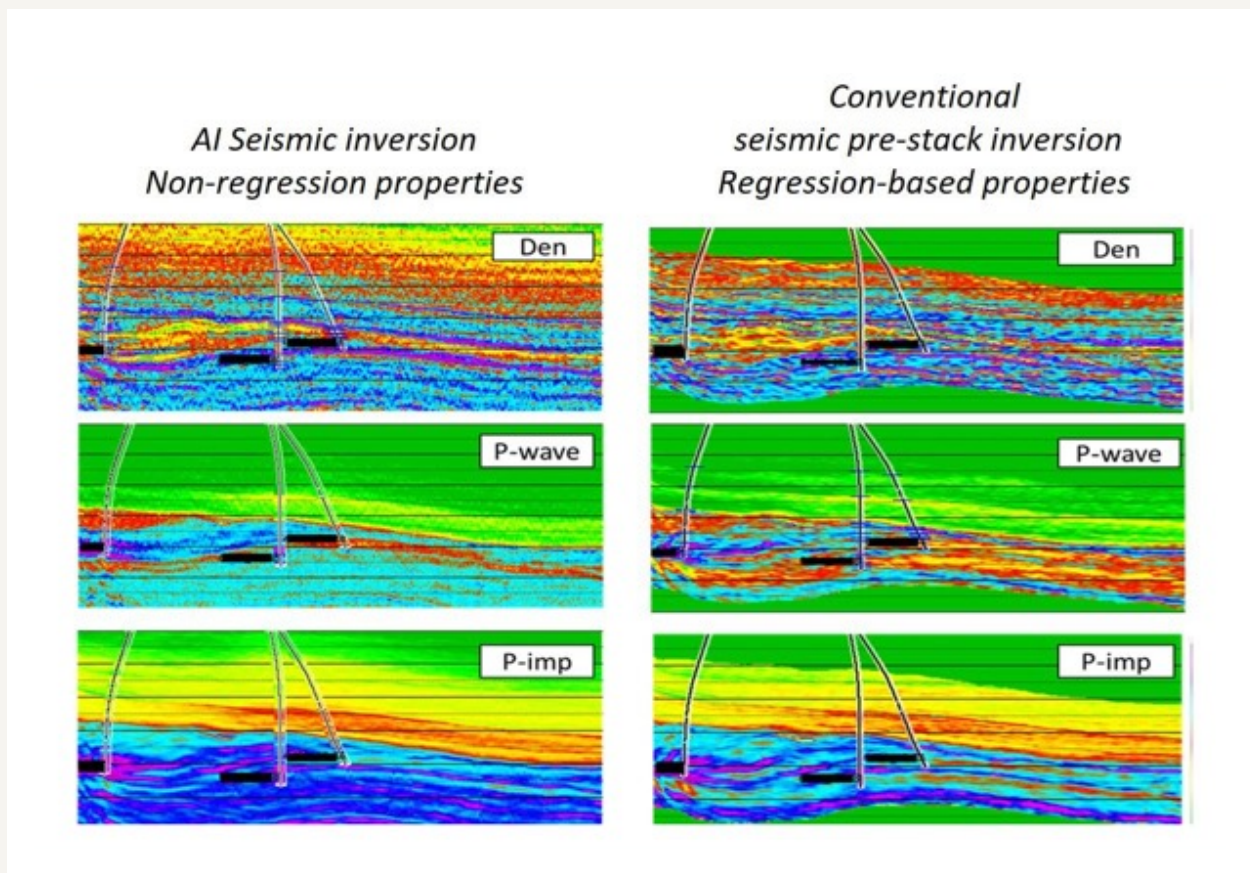 AI Seismic inversion
Non-regression properties
Conventional
seismic pre-stack inversion
Regression-based properties
Den
Den
P-wave
P-wave
P-imp
P-imp